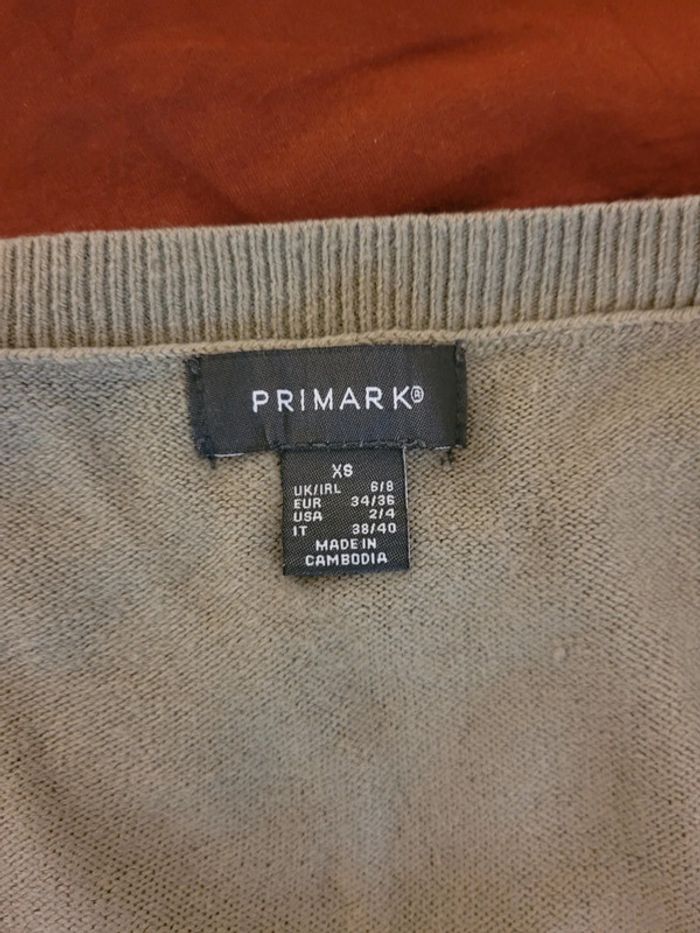 PRIMARK®
XS
UK/IRL 6/8
EUR 34/36
USA 2/4
IT 38/40
MADE IN
CAMBODIA